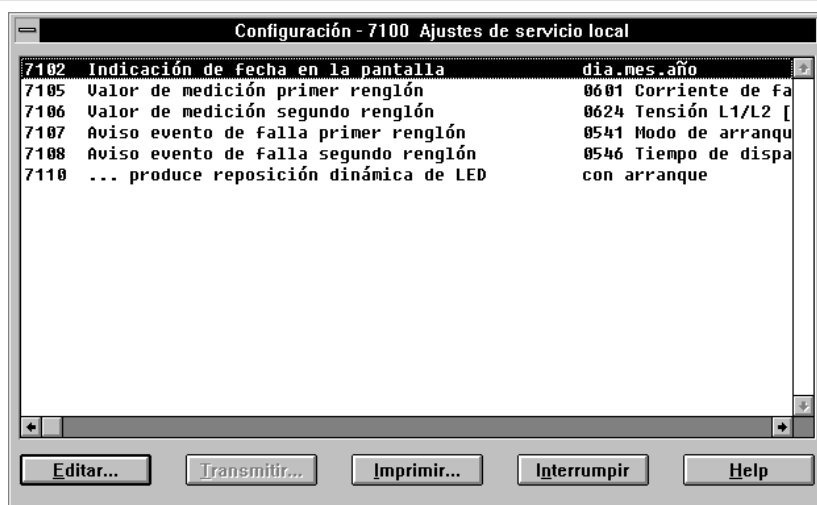 Configuración - 7100 Ajustes de servicio local
7102 Indicación de fecha en la pantalla dia.mes.año
7105 Valor de medición primer renglón 0601 Corriente de fa
7106 Valor de medición segundo renglón 0624 Tensión L1/L2 [
7107 Aviso evento de falla primer renglón 0541 Modo de arranqu
7108 Aviso evento de falla segundo renglón 0546 Tiempo de dispa
7110 ... produce reposición dinámica de LED con arranque
Editar... Transmitir... Imprimir... Interrumpir Help